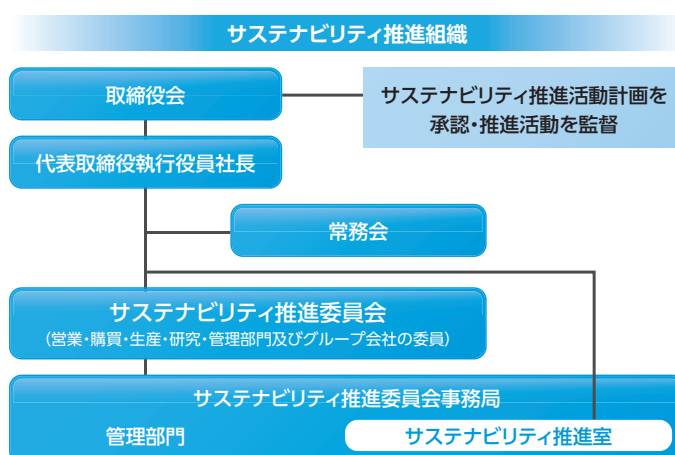 サステナビリティ推進組織
取締役会
サステナビリティ推進活動計画を
承認・推進活動を監督
代表取締役執行役員社長
常務会
サステナビリティ推進委員会
(営業・購買・生産・研究・管理部門及びグループ会社の委員)
サステナビリティ推進委員会事務局
管理部門
サステナビリティ推進室